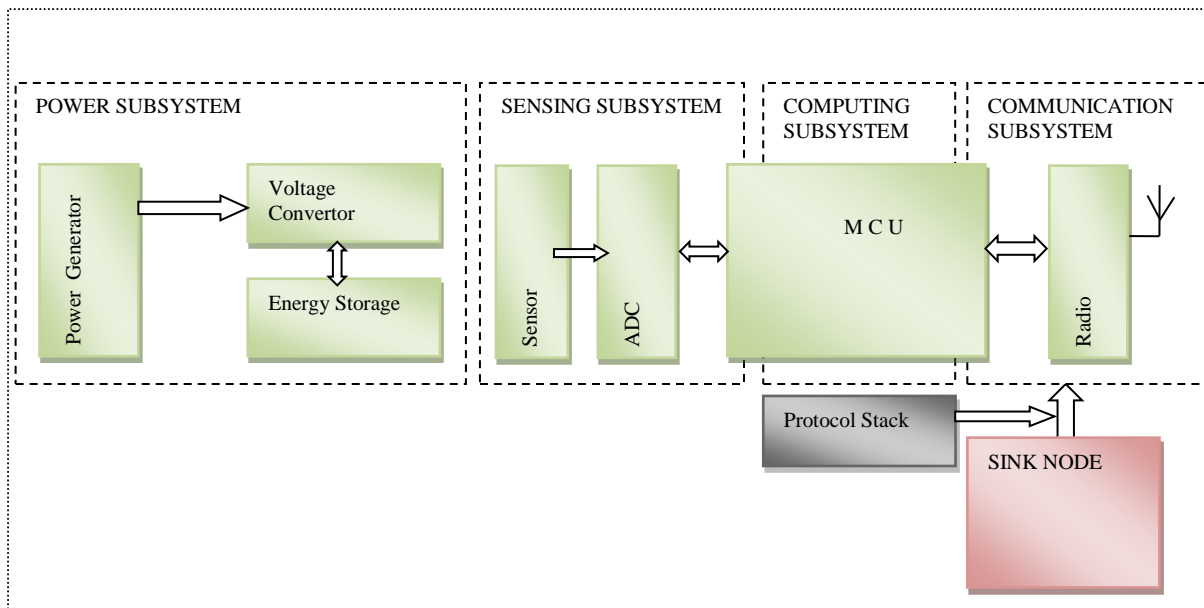 POWER SUBSYSTEM
Power Generator
Voltage
Convertor
Energy Storage
SENSING SUBSYSTEM
Sensor
ADC
COMPUTING
SUBSYSTEM
M C U
COMMUNICATION
SUBSYSTEM
Radio
Protocol Stack
SINK NODE